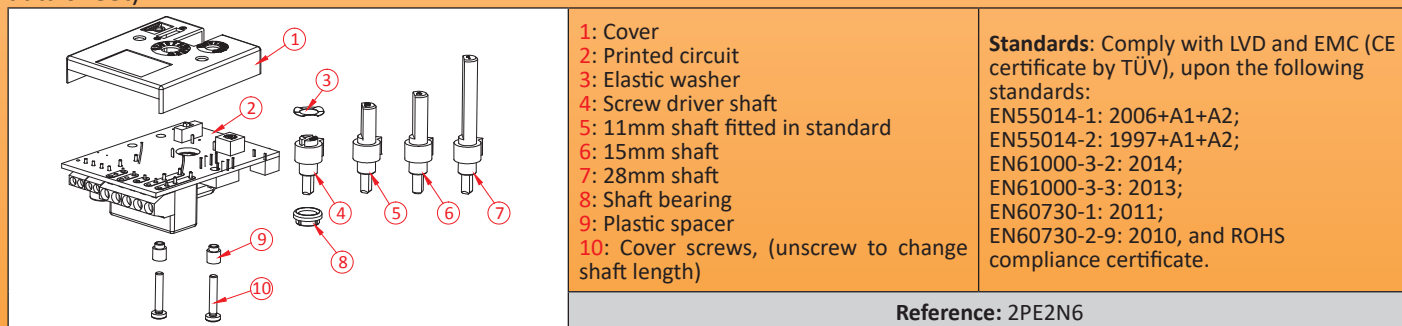 1
2
3
4
5
6
7
8
9
10
1: Cover
2: Printed circuit
3: Elastic washer
4: Screw driver shaft
5: 11mm shaft fitted in standard
6: 15mm shaft
7: 28mm shaft
8: Shaft bearing
9: Plastic spacer
10: Cover screws, (unscrew to change
shaft length)
Standards: Comply with LVD and EMC (CE
certificate by TÜV), upon the following
standards:
EN55014-1: 2006+A1+A2;
EN55014-2: 1997+A1+A2;
EN61000-3-2: 2014;
EN61000-3-3: 2013;
EN60730-1: 2011;
EN60730-2-9: 2010, and ROHS
compliance certificate.
Reference: 2PE2N6